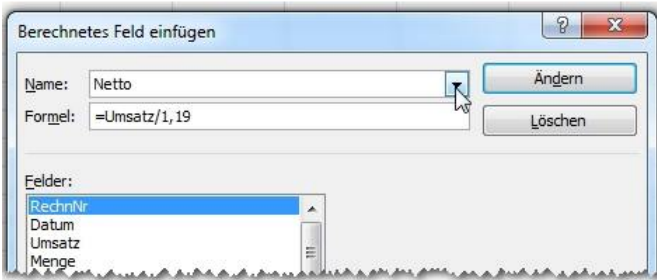 Berechnetes Feld einfügen
Name: Netto Ändern
Formel: =Umsatz/1,19 Löschen
Felder:
RechnNr
Datum
Umsatz
Menge